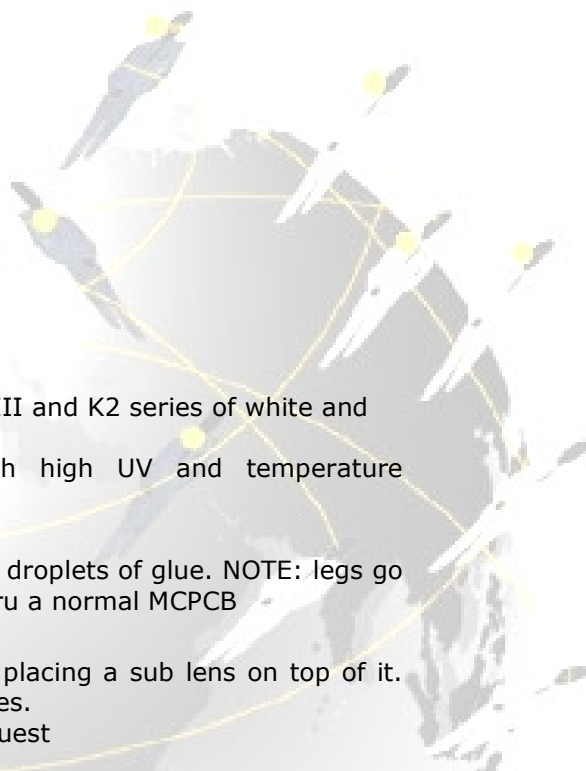 III and K2 series of white and
h high UV and temperature
droplets of glue. NOTE: legs go
ru a normal MCPCB
placing a sub lens on top of it.
es.
uest